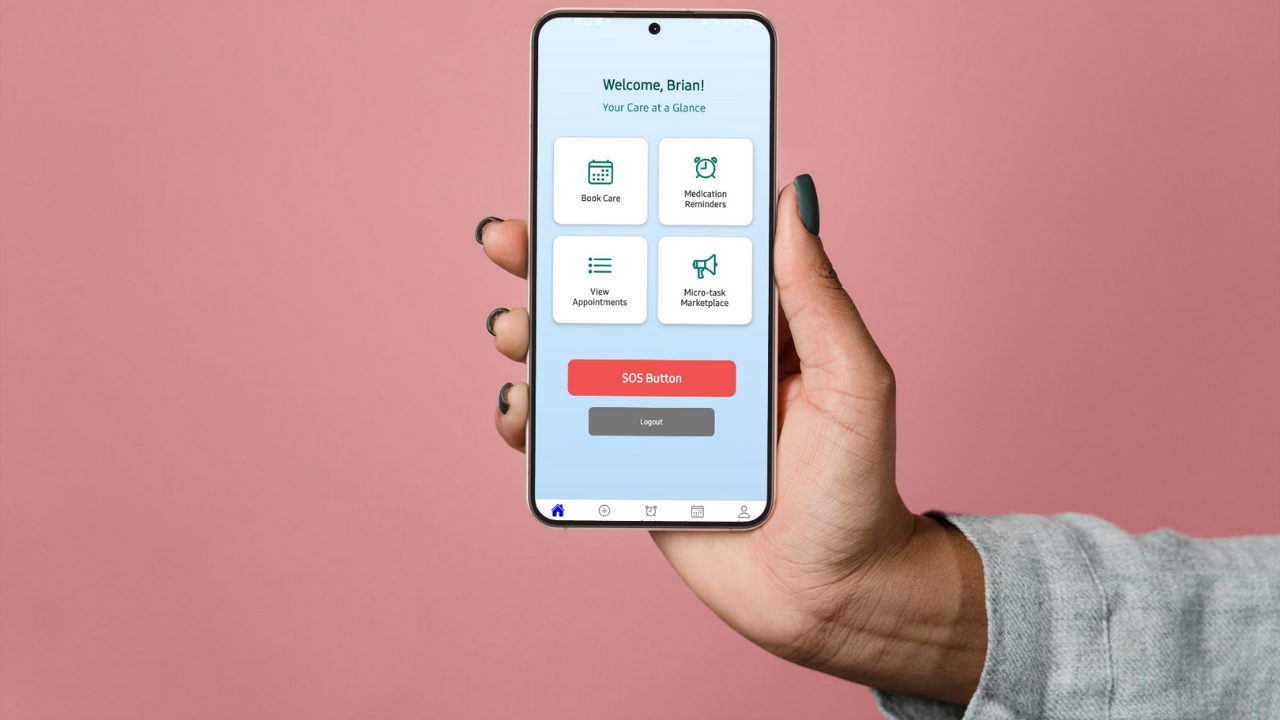 Welcome, Brian!
Your Care at a Glance
Book Care
Medication
Reminders
View
Appointments
Micro-task
Marketplace
SOS Button
Logout